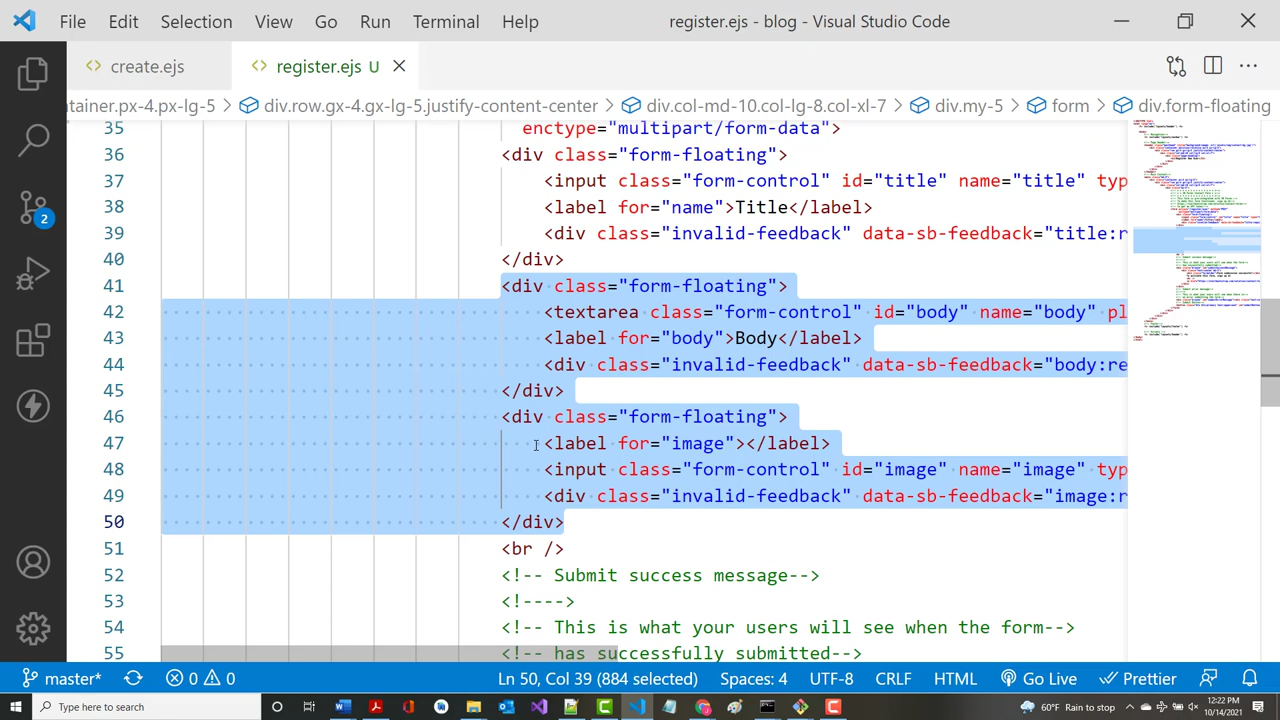 File Edit Selection View Go Run Terminal Help register.ejs - blog - Visual Studio Code
create.ejs register.ejs U
ntainer.px-4.px-lg-5 > div.row.gx-4.gx-lg-5.justify-content-center > div.col-md-10.col-lg-8.col-xl-7 > div.my-5 > form > div.form-floating
35 enctype="multipart/form-data">
36 <div class="form-floating">
37 <input class="form-control" id="title" name="title" typ
38 <label for="name">Title</label>
39 <div class="invalid-feedback" data-sb-feedback="title:r
40 </div>
41 <div class="form-floating">
42 <textarea class="form-control" id="body" name="body" pl
43 <label for="body">Body</label>
44 <div class="invalid-feedback" data-sb-feedback="body:re
45 </div>
46 <div class="form-floating">
47 <label for="image"></label>
48 <input class="form-control" id="image" name="image" typ
49 <div class="invalid-feedback" data-sb-feedback="image:r
50 </div>
51 <br />
52 <!-- Submit success message-->
53 <!---->
54 <!-- This is what your users will see when the form-->
55 <!-- has successfully submitted-->
2
master* 0 0 Ln 50, Col 39 (884 selected) Spaces: 4 UTF-8 CRLF HTML Go Live Prettier
Type here to search 60°F Rain to stop 12:22 PM
10/14/2021